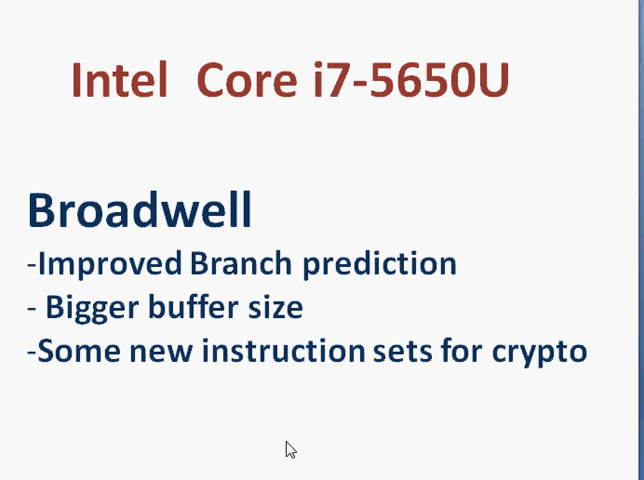 Intel Core i7-5650U
Broadwell
-Improved Branch prediction
- Bigger buffer size
-Some new instruction sets for crypto